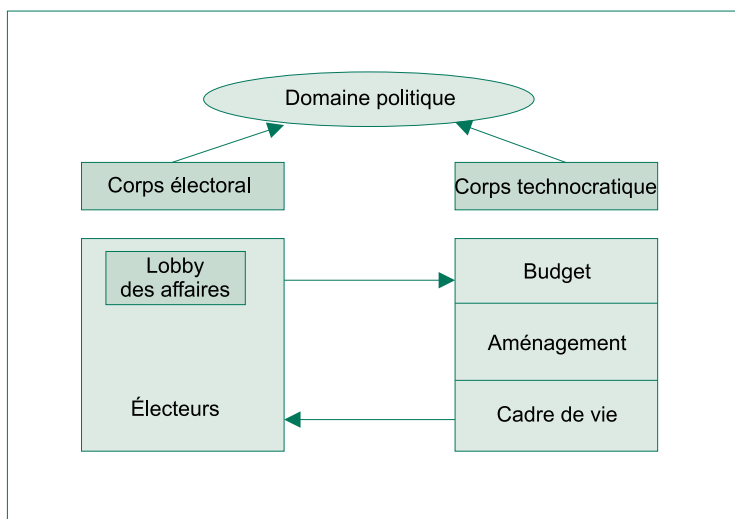 Domaine politique
Corps électoral
Corps technocratique
Lobby
des affaires
Électeurs
Budget
Aménagement
Cadre de vie